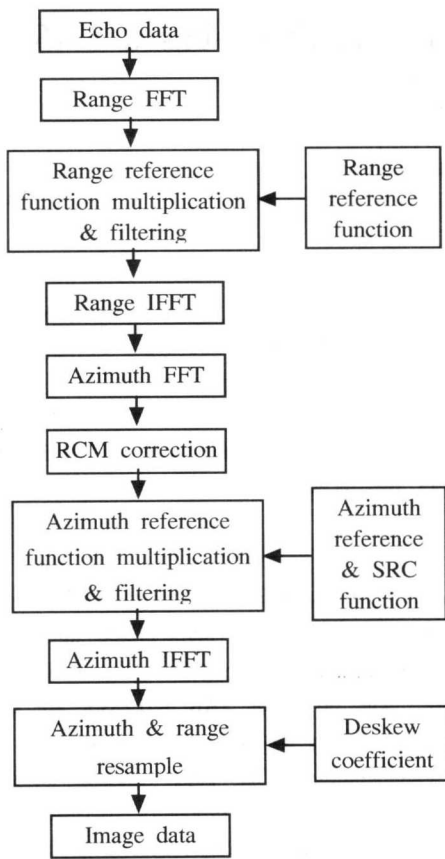 Echo data
Range FFT
Range reference
function multiplication
& filtering
Range
reference
function
Range IFFT
Azimuth FFT
RCM correction
Azimuth reference
function multiplication
& filtering
Azimuth
reference
& SRC
function
Azimuth IFFT
Azimuth & range
resample
Deskew
coefficient
Image data